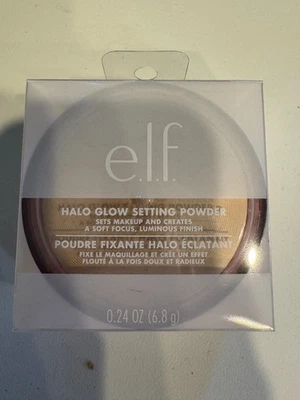 e.l.f.
HALO GLOW SETTING POWDER
SETS MAKEUP AND CREATES
A SOFT FOCUS, LUMINOUS FINISH
POUDRE FIXANTE HALO ÉCLATANT
FIXE LE MAQUILLAGE ET CRÉE UN EFFET
FLOUTÉ À LA FOIS DOUX ET RADIEUX
0.24 OZ (6.8 g)